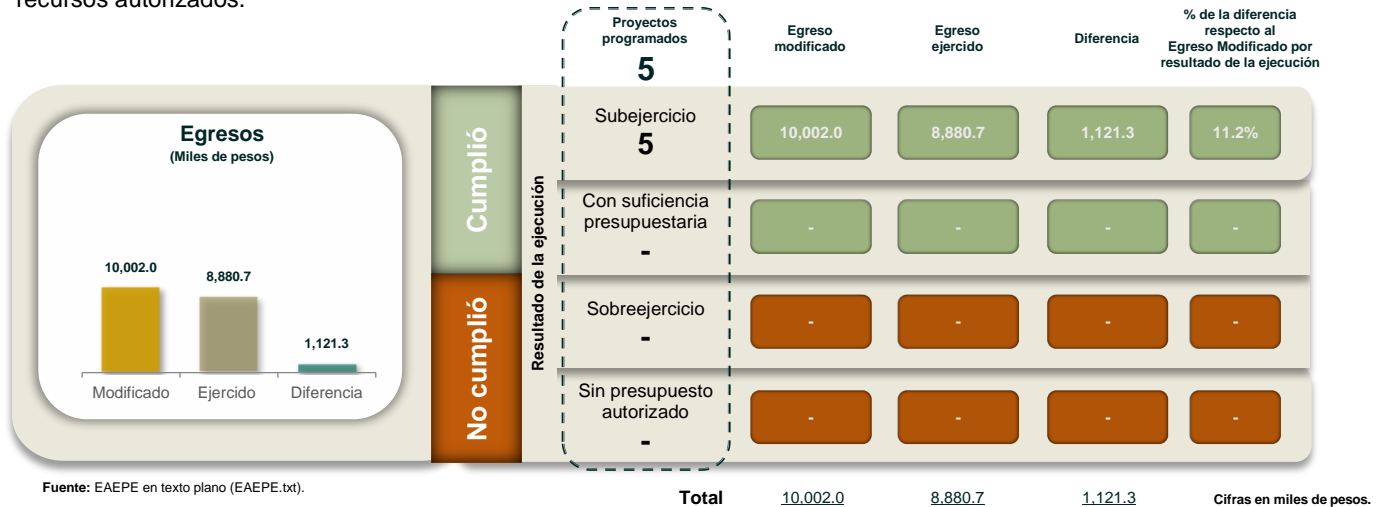 recursos autorizados.
Proyectos
programados
5
Egreso
modificado
Egreso
ejercido
Diferencia
% de la diferencia
respecto al
Egreso Modificado por
resultado de la ejecución
Egresos
(Miles de pesos)
10,002.0
8,880.7
1,121.3
Modificado
Ejercido
Diferencia
Cumplió
No cumplió
Resultado de la ejecución
Subejercicio
5
10,002.0
8,880.7
1,121.3
11.2%
Con suficiencia
presupuestaria
-
-
-
-
-
Sobreejercicio
-
-
-
-
-
Sin presupuesto
autorizado
-
-
-
-
-
Fuente: EAEPE en texto plano (EAEPE.txt).
Total
10,002.0
8,880.7
1,121.3
Cifras en miles de pesos.